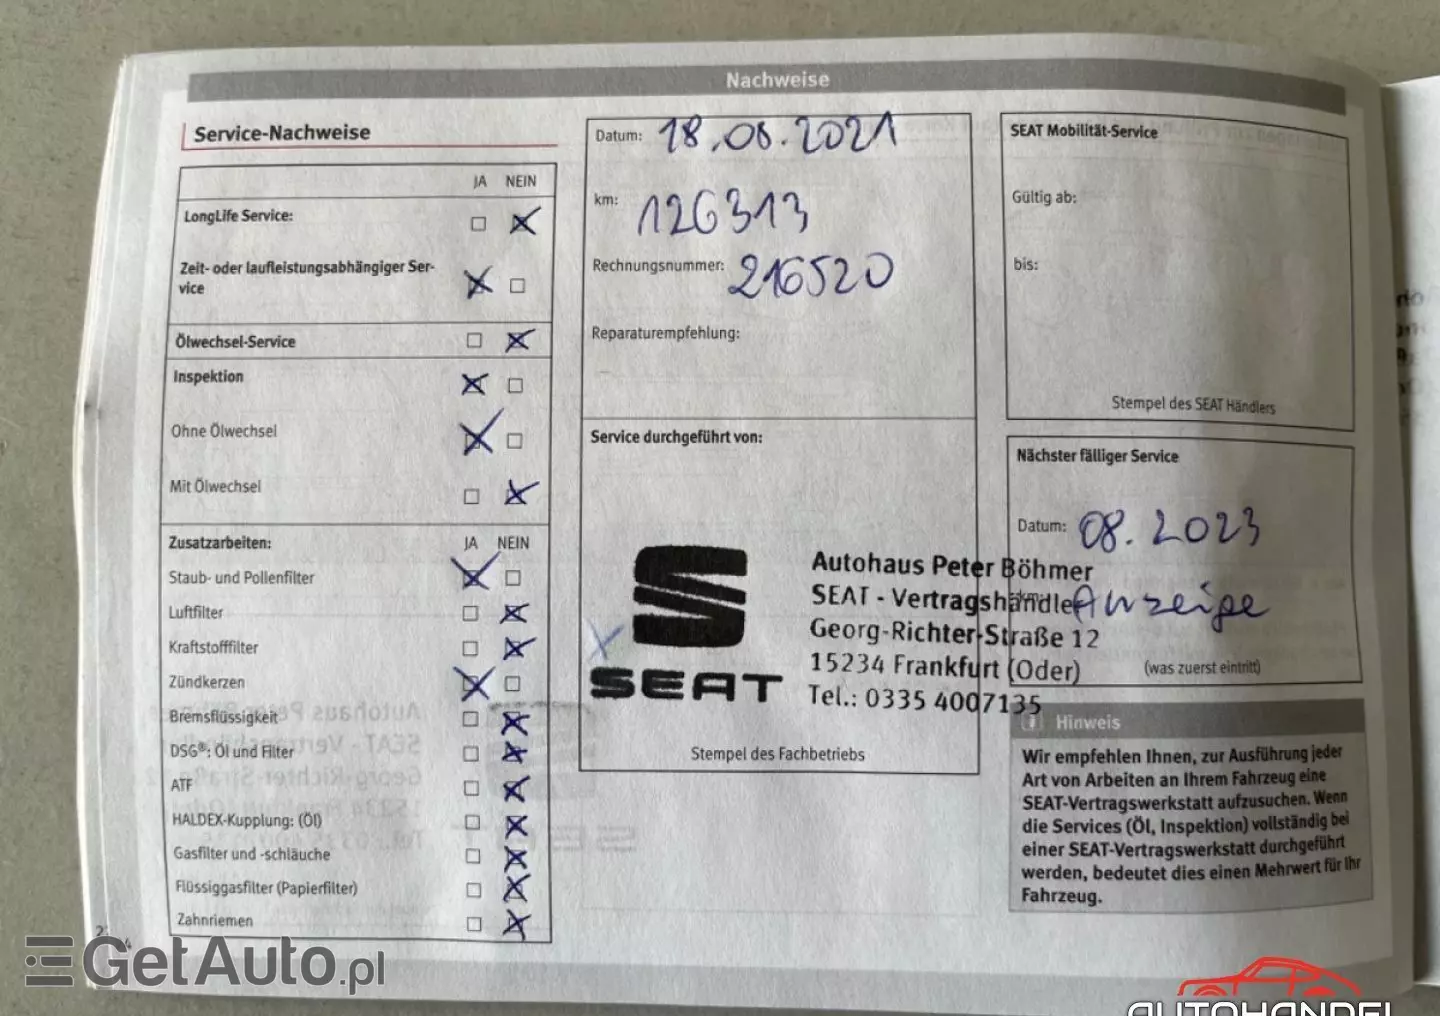 Nachweise
Service-Nachweise
JA NEIN
LongLife Service:
Zeit- oder laufleistungsabhängiger Ser-
vice
Ölwechsel-Service
Inspektion
Ohne Ölwechsel
Mit Ölwechsel
Zusatzarbeiten: JA NEIN
Staub- und Pollenfilter
Luftfilter
Kraftstofffilter
Zündkerzen
Bremsflüssigkeit
DSG®: Öl und Filter
ATF
HALDEX-Kupplung: (Öl)
Gasfilter und -schläuche
Flüssiggasfilter (Papierfilter)
Zahnriemen
Datum: 18.08.2021
km: 126313
Rechnungsnummer: 216520
Reparaturempfehlung:
Service durchgeführt von:
SEAT
Autohaus Peter Böhmer
SEAT - Vertragshändler
Georg-Richter-Straße 12
15234 Frankfurt (Oder)
Tel.: 0335 4007135
Stempel des Fachbetriebs
SEAT Mobilität-Service
Gültig ab:
bis:
Stempel des SEAT Händlers
Nächster fälliger Service
Datum: 08.2023
Anzeige
(was zuerst eintritt)
Hinweis
Wir empfehlen Ihnen, zur Ausführung jeder
Art von Arbeiten an Ihrem Fahrzeug eine
SEAT-Vertragswerkstatt aufzusuchen. Wenn
die Services (Öl, Inspektion) vollständig bei
einer SEAT-Vertragswerkstatt durchgeführt
werden, bedeutet dies einen Mehrwert für Ihr
Fahrzeug.
GetAuto.pl
AUTOHANDEL